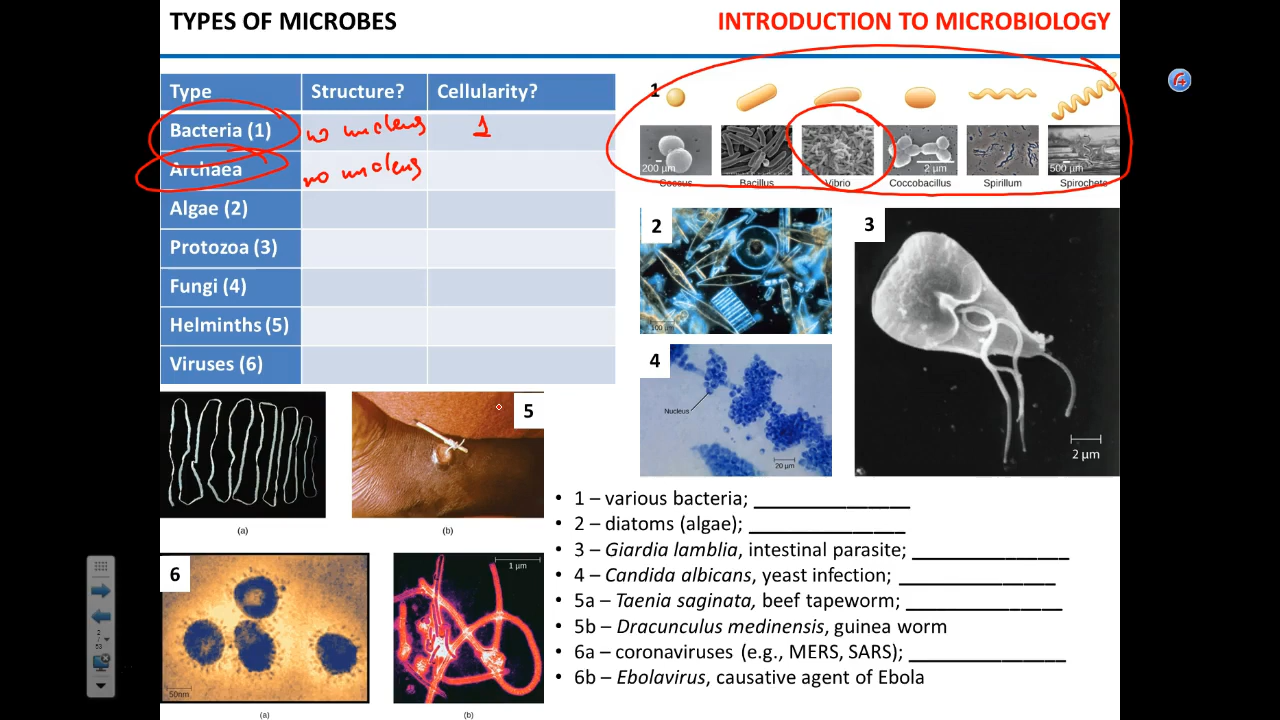 TYPES OF MICROBES
INTRODUCTION TO MICROBIOLOGY
Type Structure? Cellularity?
Bacteria (1) no nucleus 1
Archaea no nucleus
Algae (2)
Protozoa (3)
Fungi (4)
Helminths (5)
Viruses (6)
1
200 µm
2 µm
500 µm
Coccus Bacillus Vibrio Coccobacillus Spirillum Spirochete
2
100 µm
3
2 µm
4
Nucleus
20 µm
5
(a) (b)
6
50nm
1 µm
(a) (b)
• 1 – various bacteria; _______________
• 2 – diatoms (algae); _______________
• 3 – Giardia lamblia, intestinal parasite; _______________
• 4 – Candida albicans, yeast infection; _______________
• 5a – Taenia saginata, beef tapeworm; _______________
• 5b – Dracunculus medinensis, guinea worm
• 6a – coronaviruses (e.g., MERS, SARS); _______________
• 6b – Ebolavirus, causative agent of Ebola
2
/
53